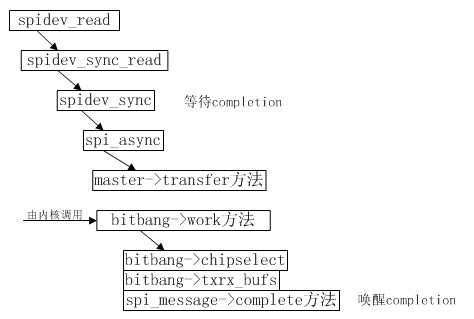 spidev_read
spidev_sync_read
spidev_sync 等待completion
spi_async
master->transfer方法
由内核调用 bitbang->work方法
bitbang->chipselect
bitbang->txrx_bufs
spi_message->complete方法 唤醒completion